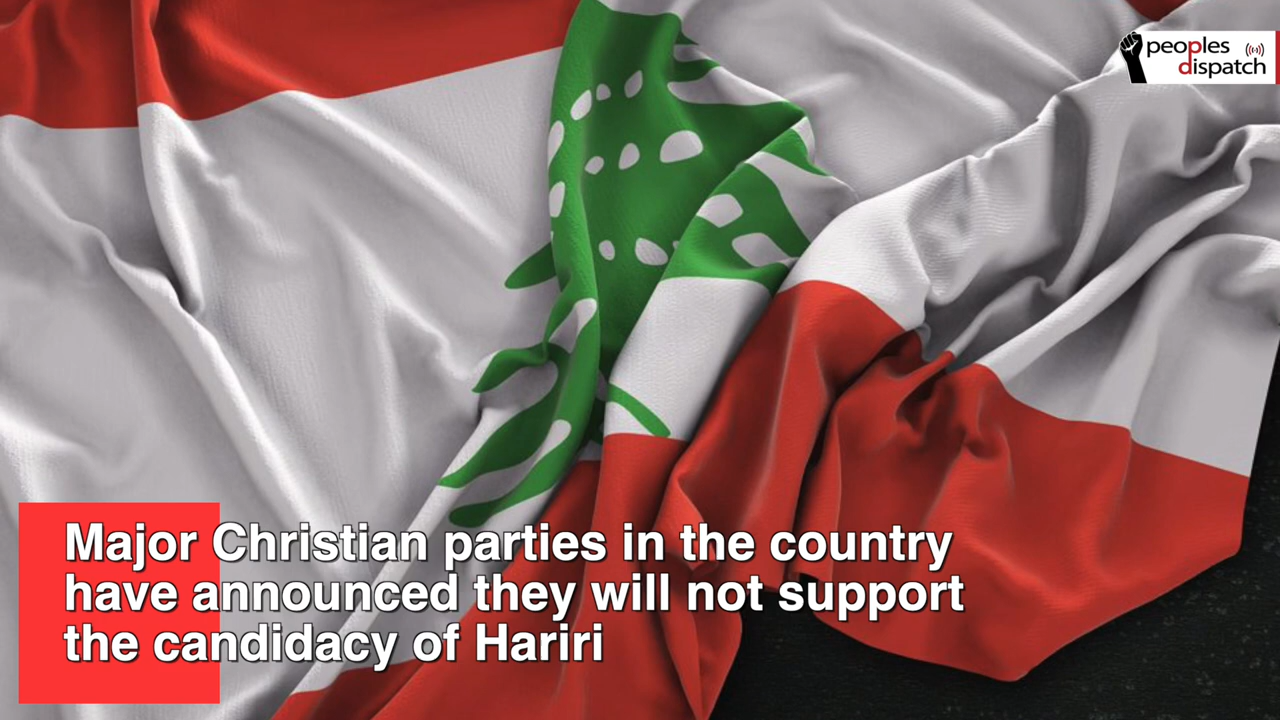 peoples
dispatch
Major Christian parties in the country
have announced they will not support
the candidacy of Hariri